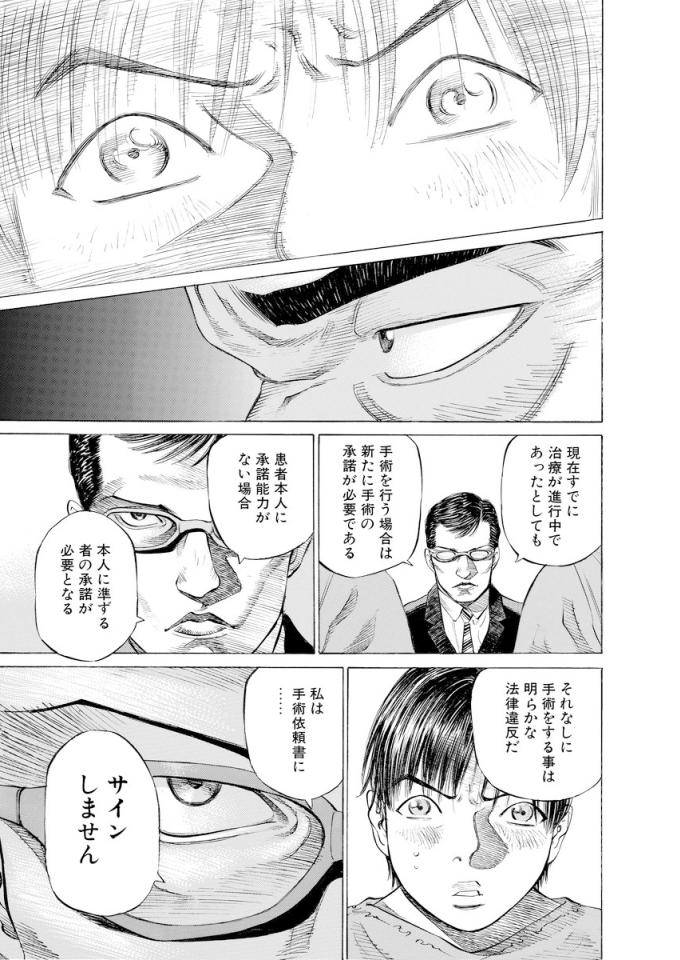 現在すでに
治療が進行中で
あったとしても
手術を行う場合は
新たに手術の
承諾が必要である
患者本人に
承諾能力が
ない場合
本人に準ずる
者の承諾が
必要となる
それなしに
手術をする事は
明らかな
法律違反だ
私は
手術依頼書に
……
サイン
しません